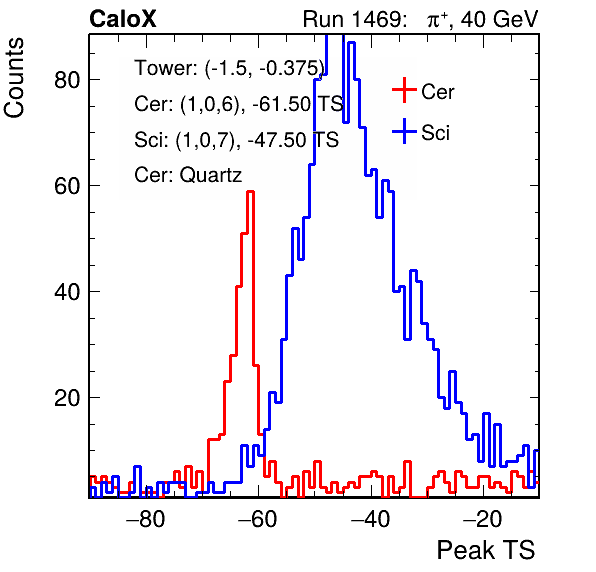 CaloX Run 1469: π⁺, 40 GeV
Counts
Tower: (-1.5, -0.375)
Cer: (1,0,6), -61.50 TS
Sci: (1,0,7), -47.50 TS
Cer: Quartz
Cer
Sci
80
60
40
20
−80 −60 −40 −20
Peak TS